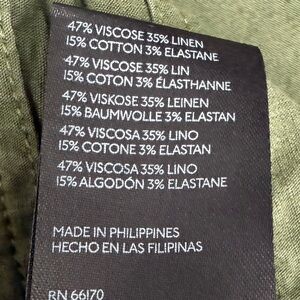 47% VISCOSE 35% LINEN
15% COTTON 3% ELASTANE
47% VISCOSE 35% LIN
15% COTON 3% ÉLASTHANNE
47% VISKOSE 35% LEINEN
15% BAUMWOLLE 3% ELASTAN
47% VISCOSA 35% LINO
15% COTONE 3% ELASTAN
47% VISCOSA 35% LINO
15% ALGODÓN 3% ELASTANE
MADE IN PHILIPPINES
HECHO EN LAS FILIPINAS
RN 66170